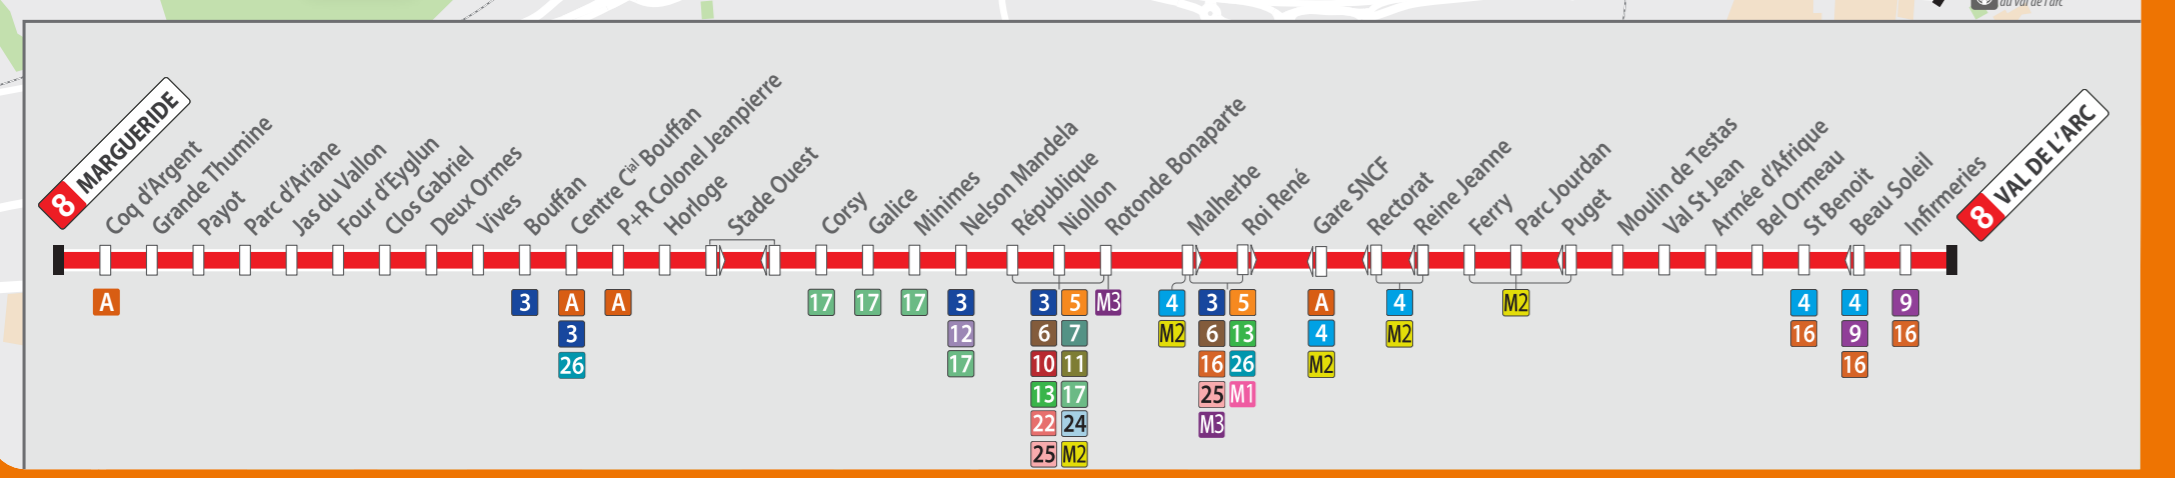 du Val de l'Arc
8 MARGUERIDE
Coq d'Argent
Grande Thumine
Payot
Parc d'Ariane
Jas du Vallon
Four d'Eyglun
Clos Gabriel
Deux Ormes
Vives
Bouffan
Centre Cial Bouffan
P+R Colonel Jeanpierre
Horloge
Stade Ouest
Corsy
Galice
Minimes
Nelson Mandela
République
Niollon
Rotonde Bonaparte
Malherbe
Roi René
Gare SNCF
Rectorat
Reine Jeanne
Ferry
Parc Jourdan
Puget
Moulin de Testas
Val St Jean
Armée d'Afrique
Bel Ormeau
St Benoit
Beau Soleil
Infirmeries
8 VAL DE L'ARC
A 3 A A 17 17 17 3 3 5 M3 4 3 5 A 4 M2 4 4 9
3 12 6 7 M2 6 13 4 M2 16 9 16
26 17 10 11 16 26 M2 16
13 17 25 M1
22 24 M3
25 M2